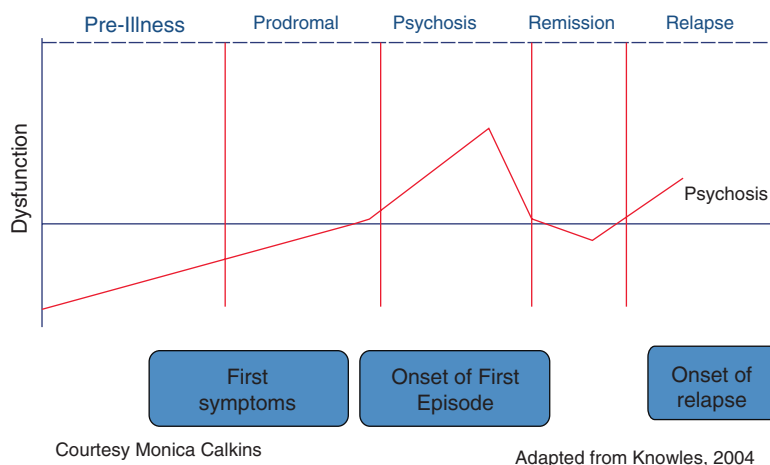 Pre-Illness
Prodromal
Psychosis
Remission
Relapse
Dysfunction
Psychosis
First
symptoms
Onset of First
Episode
Onset of
relapse
Courtesy Monica Calkins
Adapted from Knowles, 2004